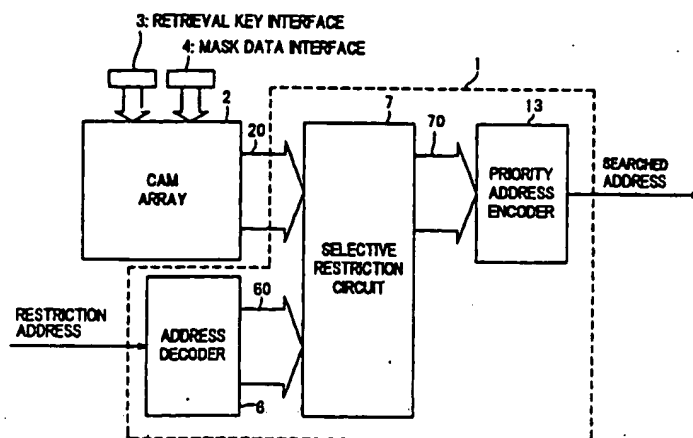 3: RETRIEVAL KEY INTERFACE
4: MASK DATA INTERFACE
1
2
7
13
20
70
CAM
ARRAY
PRIORITY
ADDRESS
ENCODER
SEARCHED
ADDRESS
SELECTIVE
RESTRICTION
CIRCUIT
60
RESTRICTION
ADDRESS
ADDRESS
DECODER
6